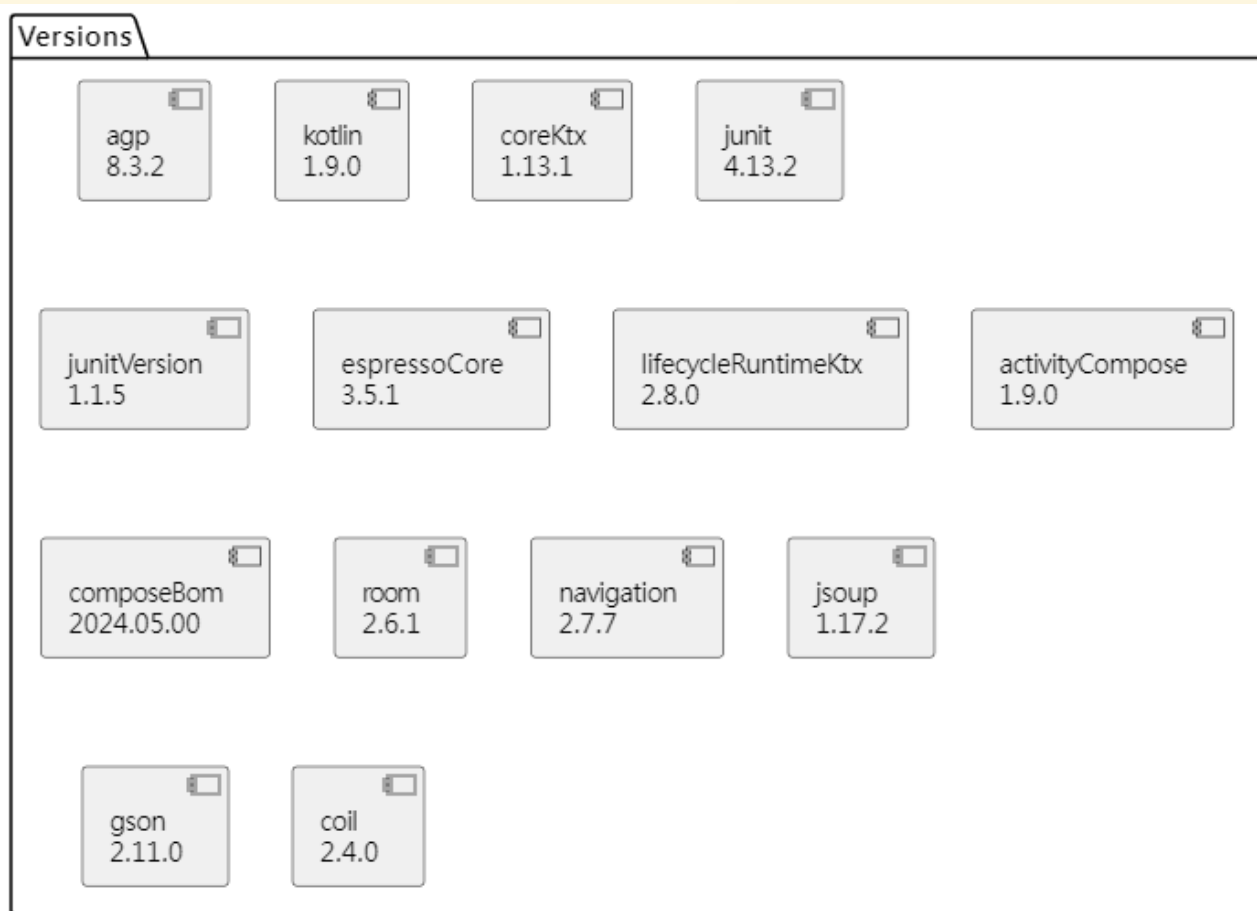 Versions
agp
8.3.2
kotlin
1.9.0
coreKtx
1.13.1
junit
4.13.2
junitVersion
1.1.5
espressoCore
3.5.1
lifecycleRuntimeKtx
2.8.0
activityCompose
1.9.0
composeBom
2024.05.00
room
2.6.1
navigation
2.7.7
jsoup
1.17.2
gson
2.11.0
coil
2.4.0